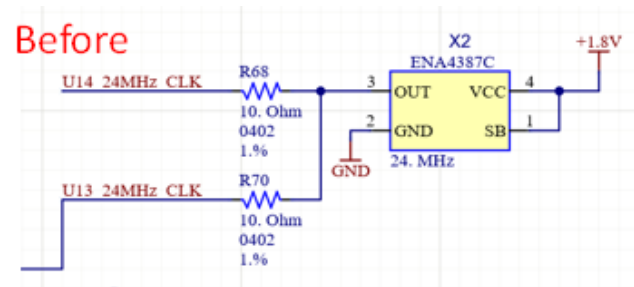 Before
X2
ENA4387C
+1.8V
U14 24MHz CLK
R68
10. Ohm
0402
1.%
3
OUT
VCC
4
2
GND
SB
1
GND
24. MHz
U13 24MHz CLK
R70
10. Ohm
0402
1.%